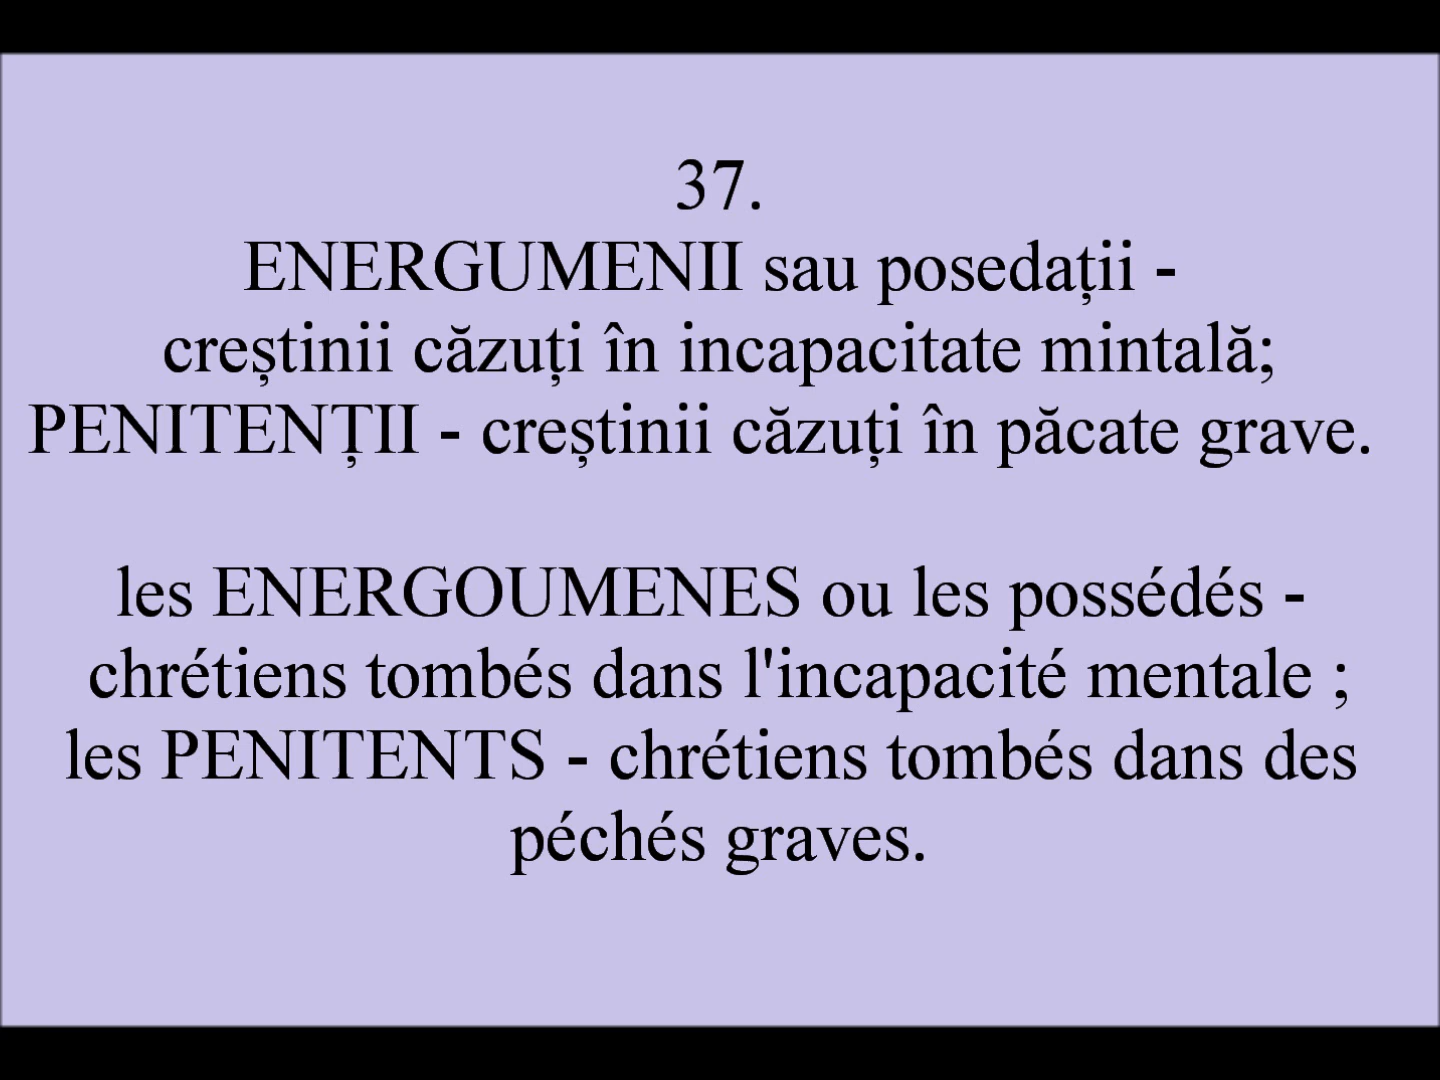 37.
ENERGUMENII sau posedații -
creștinii căzuți în incapacitate mintală;
PENITENȚII - creștinii căzuți în păcate grave.
les ENERGOUMENES ou les possédés -
chrétiens tombés dans l'incapacité mentale ;
les PENITENTS - chrétiens tombés dans des
péchés graves.